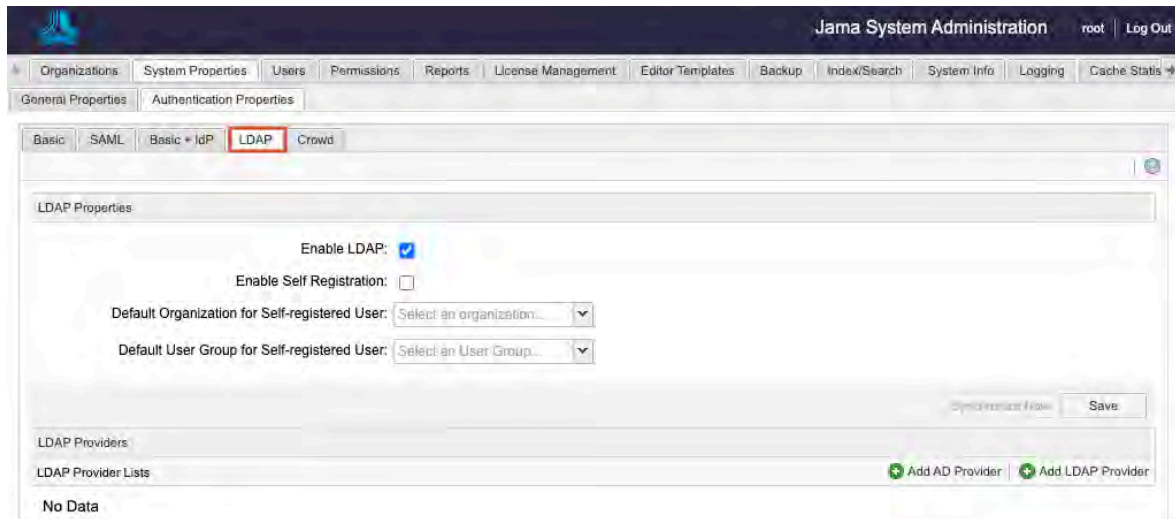 Jama System Administration root Log Out
Organizations System Properties Users Permissions Reports License Management Editor Templates Backup Index/Search System Info Logging Cache Statis
General Properties Authentication Properties
Basic SAML Basic + IdP LDAP Crowd
LDAP Properties
Enable LDAP:
Enable Self Registration:
Default Organization for Self-registered User: Select an organization...
Default User Group for Self-registered User: Select an User Group...
Synchronize Now Save
LDAP Providers
LDAP Provider Lists Add AD Provider Add LDAP Provider
No Data